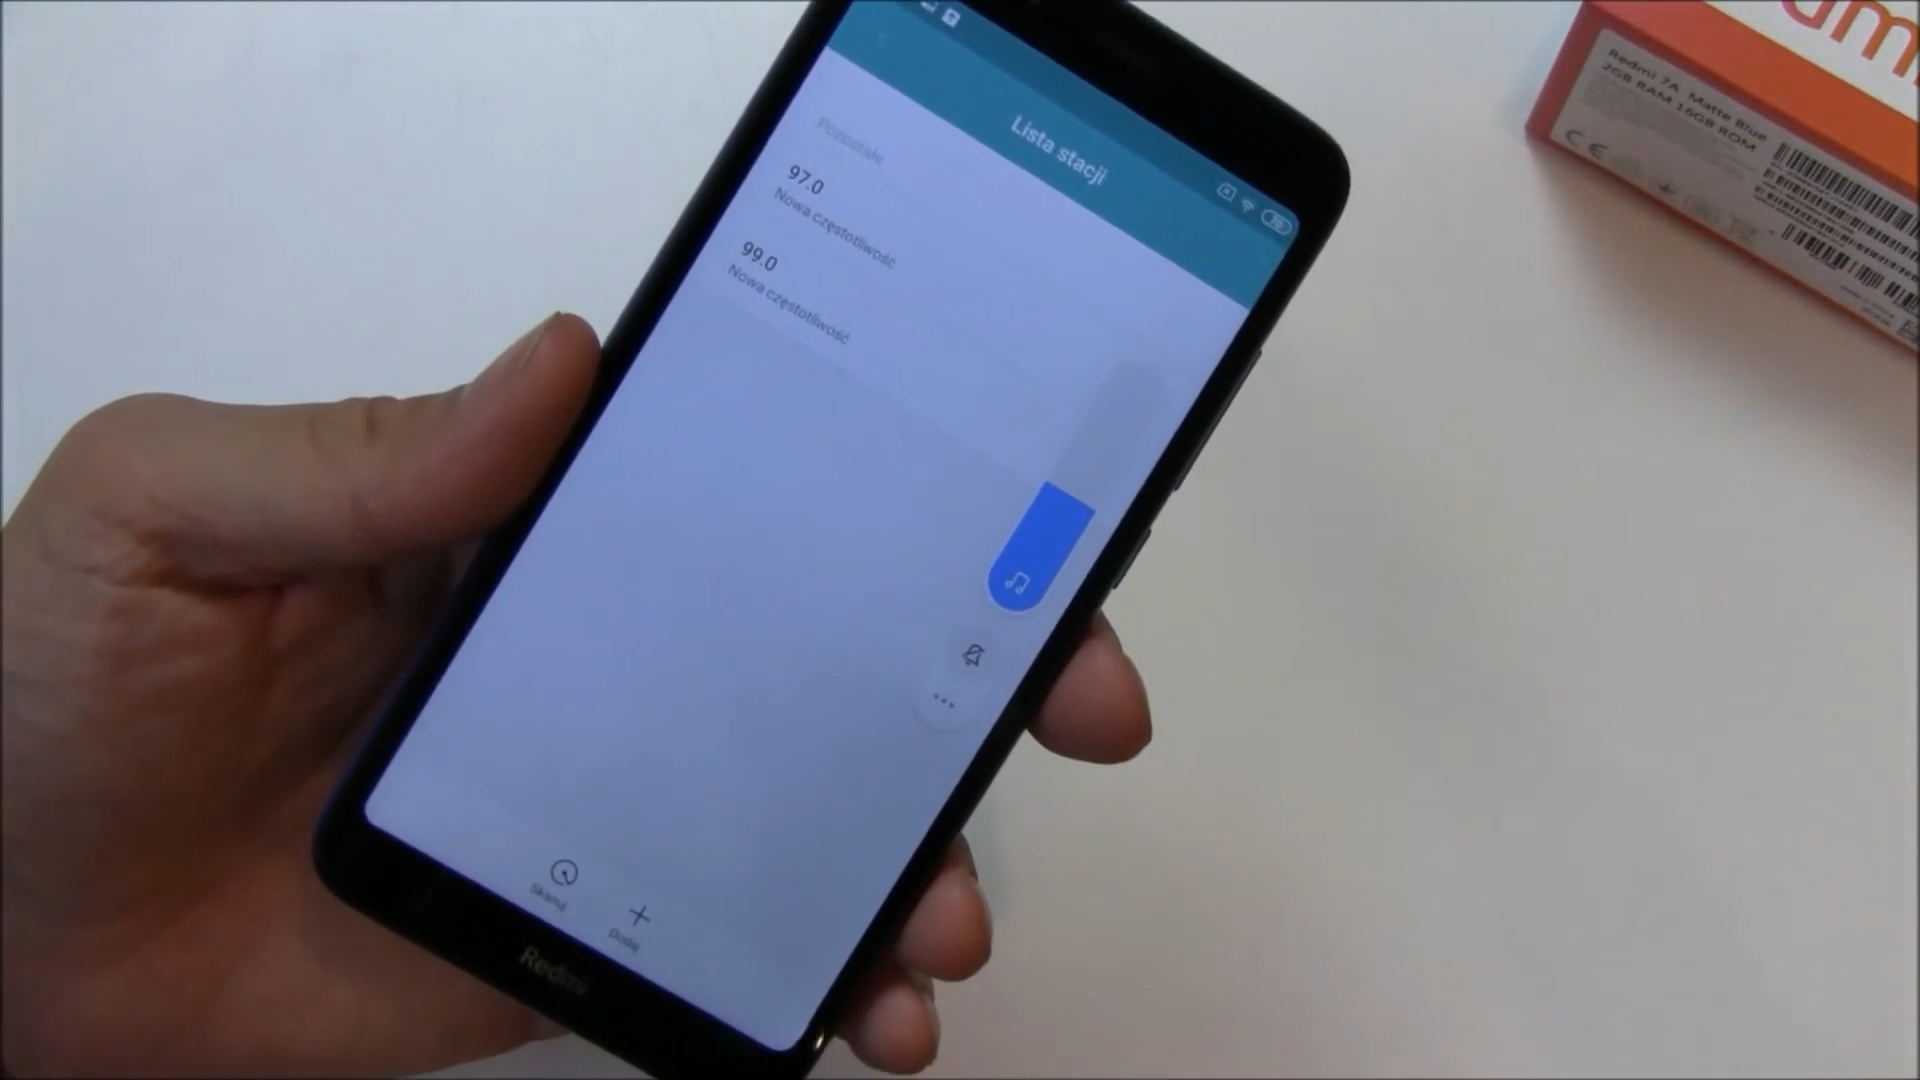 Lista stacji
Pozostałe
97.0
Nowa częstotliwość
99.0
Nowa częstotliwość
Skanuj
Dodaj
Redmi
Redmi 7A Matte Blue
2GB RAM 16GB ROM
CE